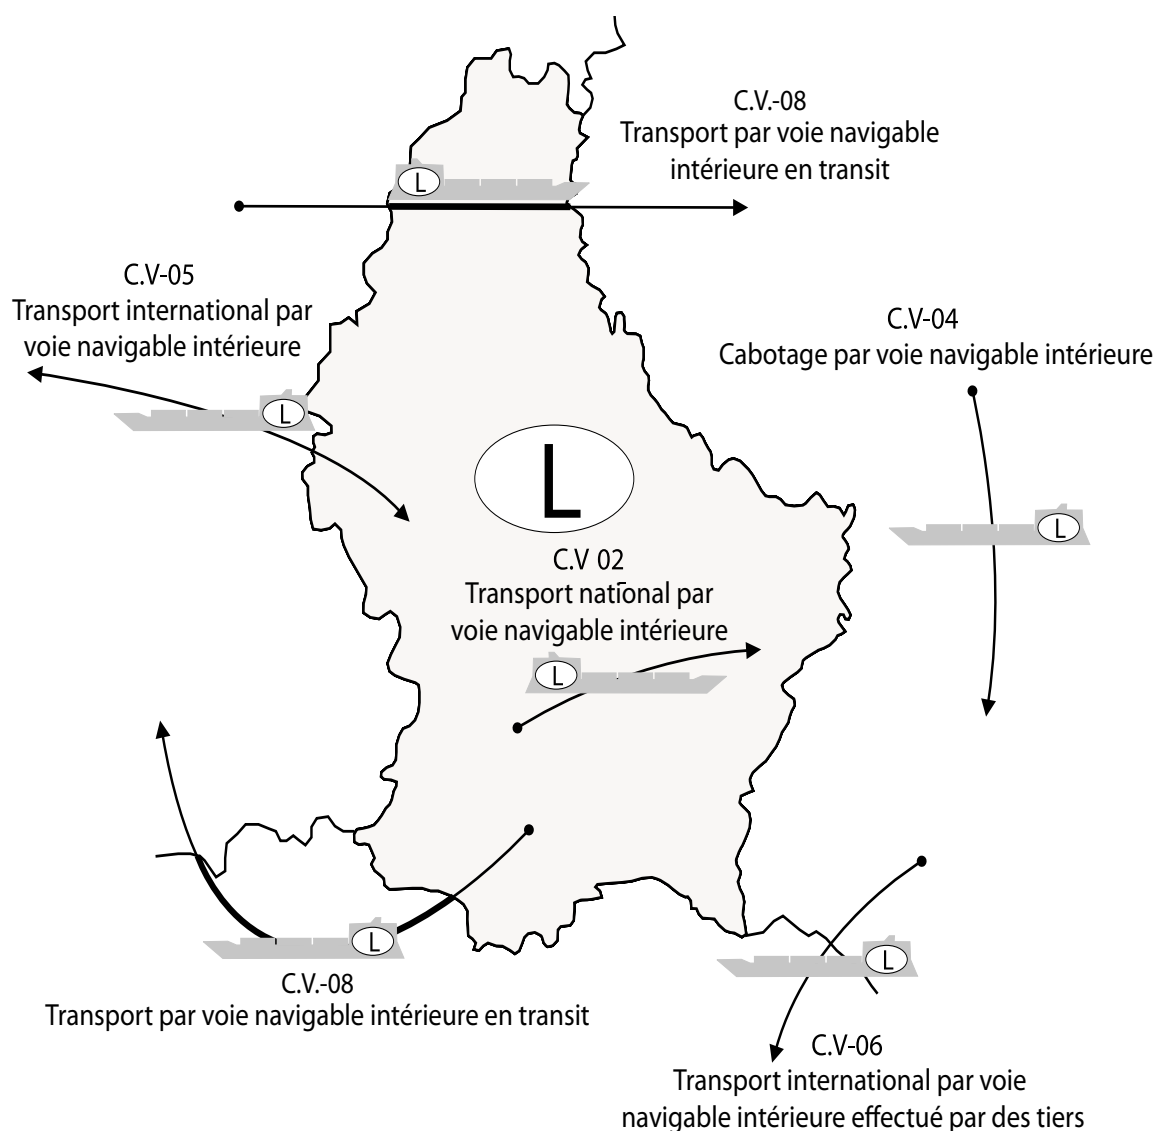 C.V.-08
Transport par voie navigable
intérieure en transit
L
C.V-05
Transport international par
voie navigable intérieure
L
C.V-04
Cabotage par voie navigable intérieure
L
L
C.V 02
Transport national par
voie navigable intérieure
L
L
C.V.-08
Transport par voie navigable intérieure en transit
L
C.V-06
Transport international par voie
navigable intérieure effectué par des tiers